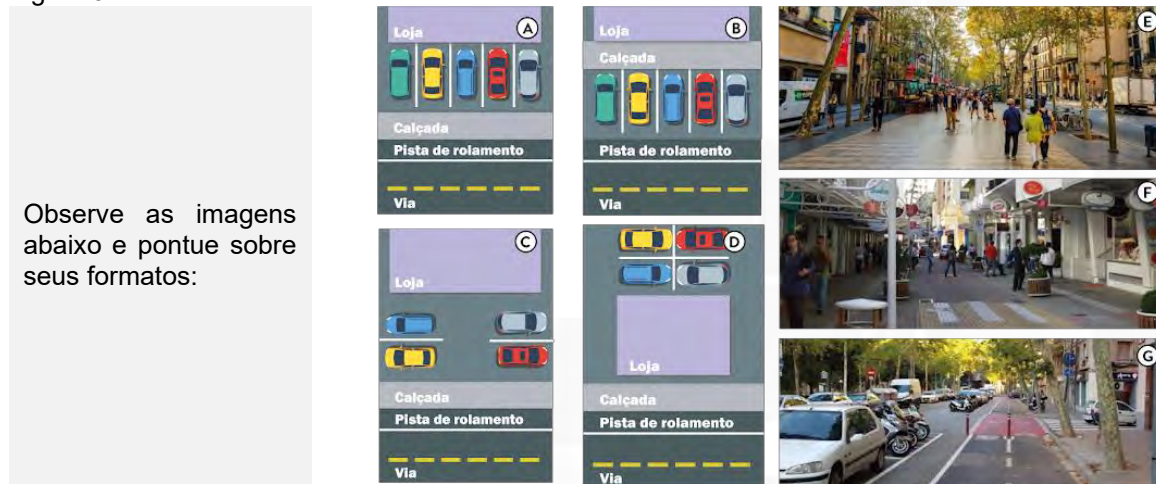 Observe as imagens
abaixo e pontue sobre
seus formatos:
Loja
A
Calçada
Pista de rolamento
Via
Loja
B
Calçada
Pista de rolamento
Via
C
Loja
Calçada
Pista de rolamento
Via
D
Loja
Calçada
Pista de rolamento
Via
E
F
G